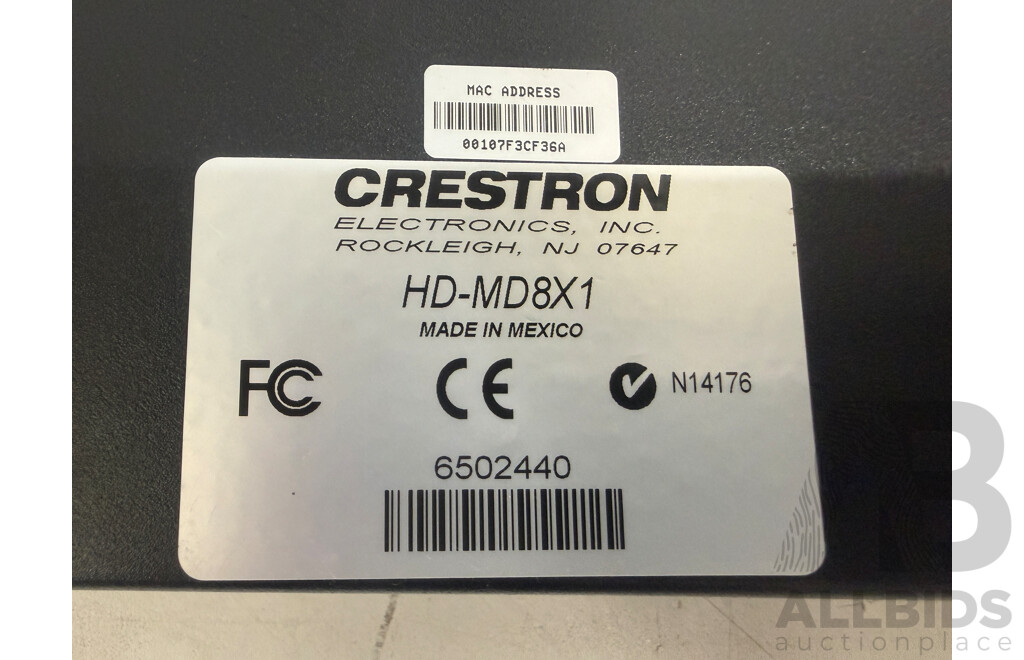 MAC ADDRESS
00107F3CF36A
CRESTRON
ELECTRONICS, INC.
ROCKLEIGH, NJ 07647
HD-MD8X1
MADE IN MEXICO
FC CE N14176
6502440
ALLBIDS
auctionplace